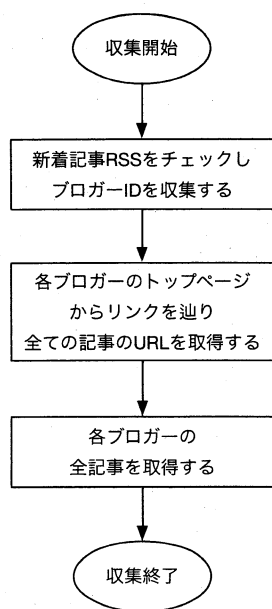 収集開始
新着記事RSSをチェックし
ブロガーIDを収集する
各ブロガーのトップページ
からリンクを辿り
全ての記事のURLを取得する
各ブロガーの
全記事を取得する
収集終了